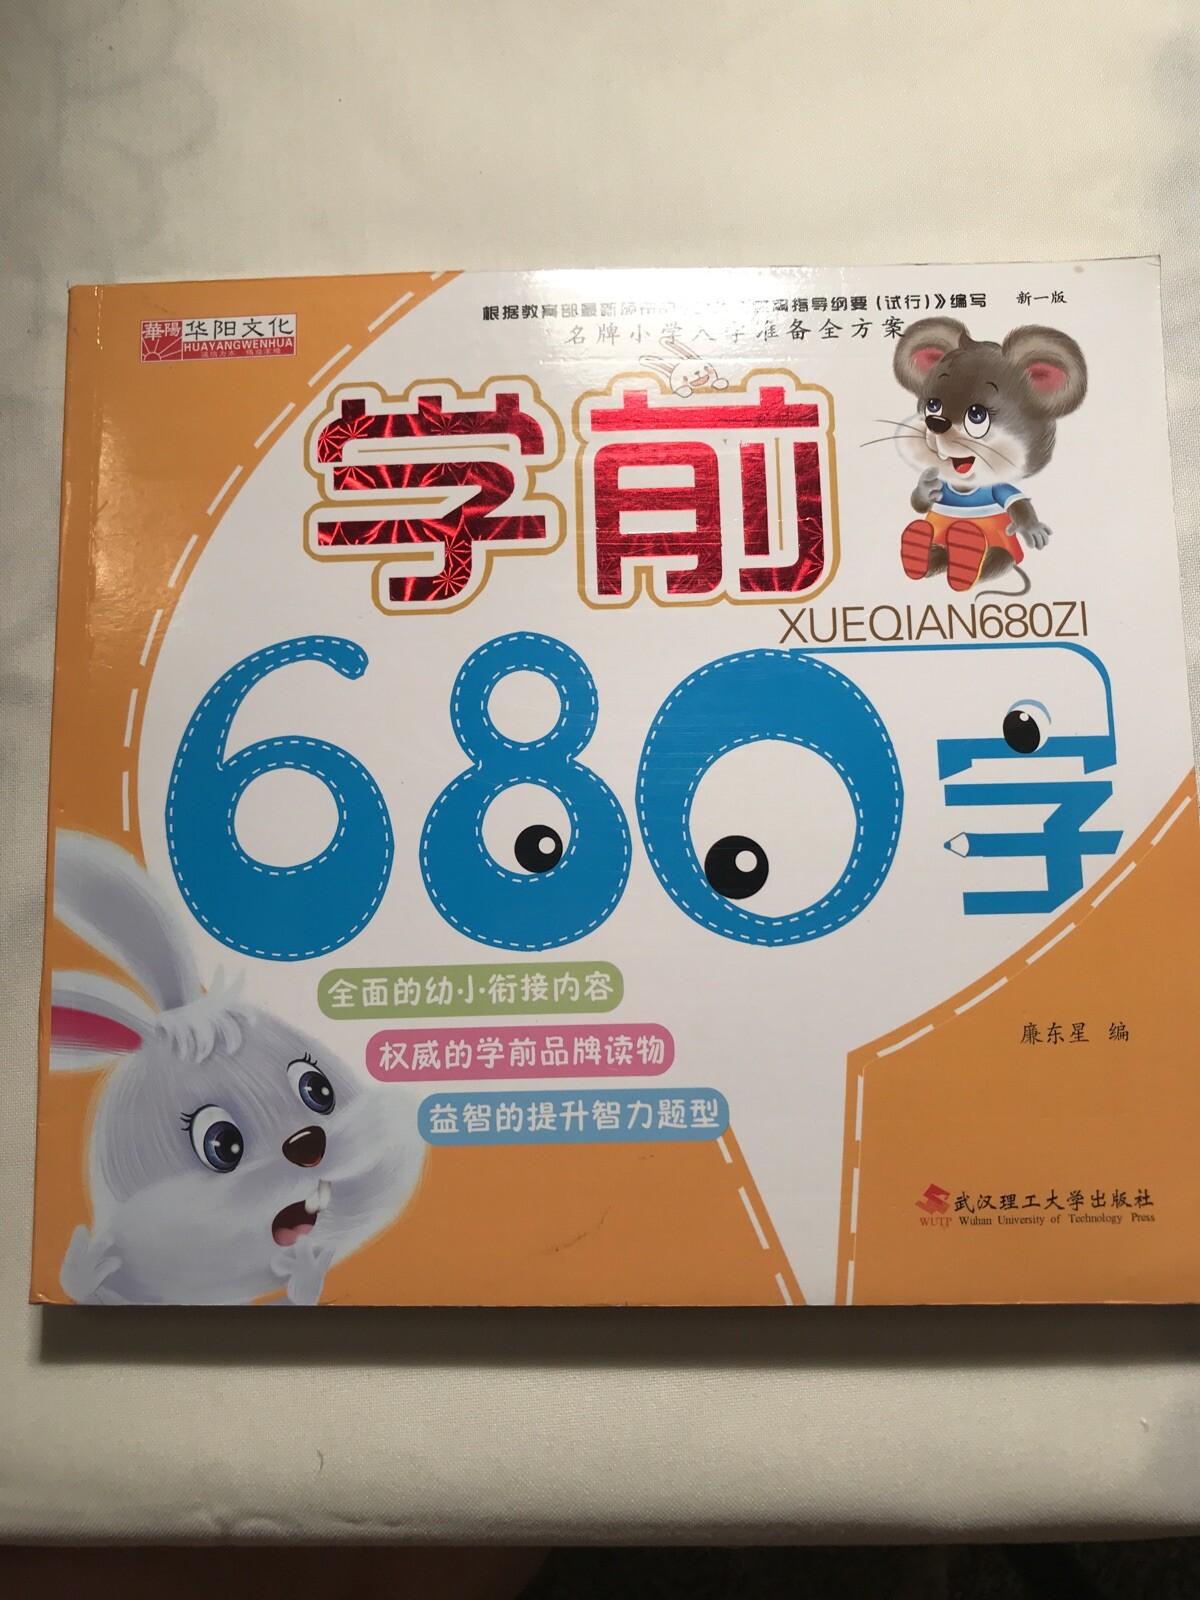 根据教育部最新 指导纲要（试行）》编写 新一版
名牌小学入学准备全方案
華陽 华阳文化
HUAYANGWENHUA
学前
XUEQIAN680ZI
680字
全面的幼小衔接内容
权威的学前品牌读物
益智的提升智力题型
廉东星 编
武汉理工大学出版社
WUTP Wuhan University of Technology Press